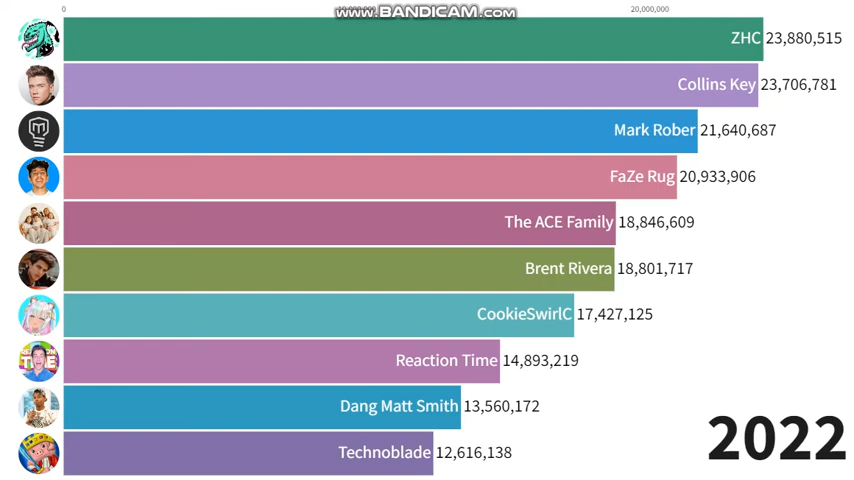 0
20,000,000
www.BANDICAM.com
ZHC 23,880,515
Collins Key 23,706,781
Mark Rober 21,640,687
FaZe Rug 20,933,906
The ACE Family 18,846,609
Brent Rivera 18,801,717
CookieSwirlC 17,427,125
Reaction Time 14,893,219
Dang Matt Smith 13,560,172
Technoblade 12,616,138
2022